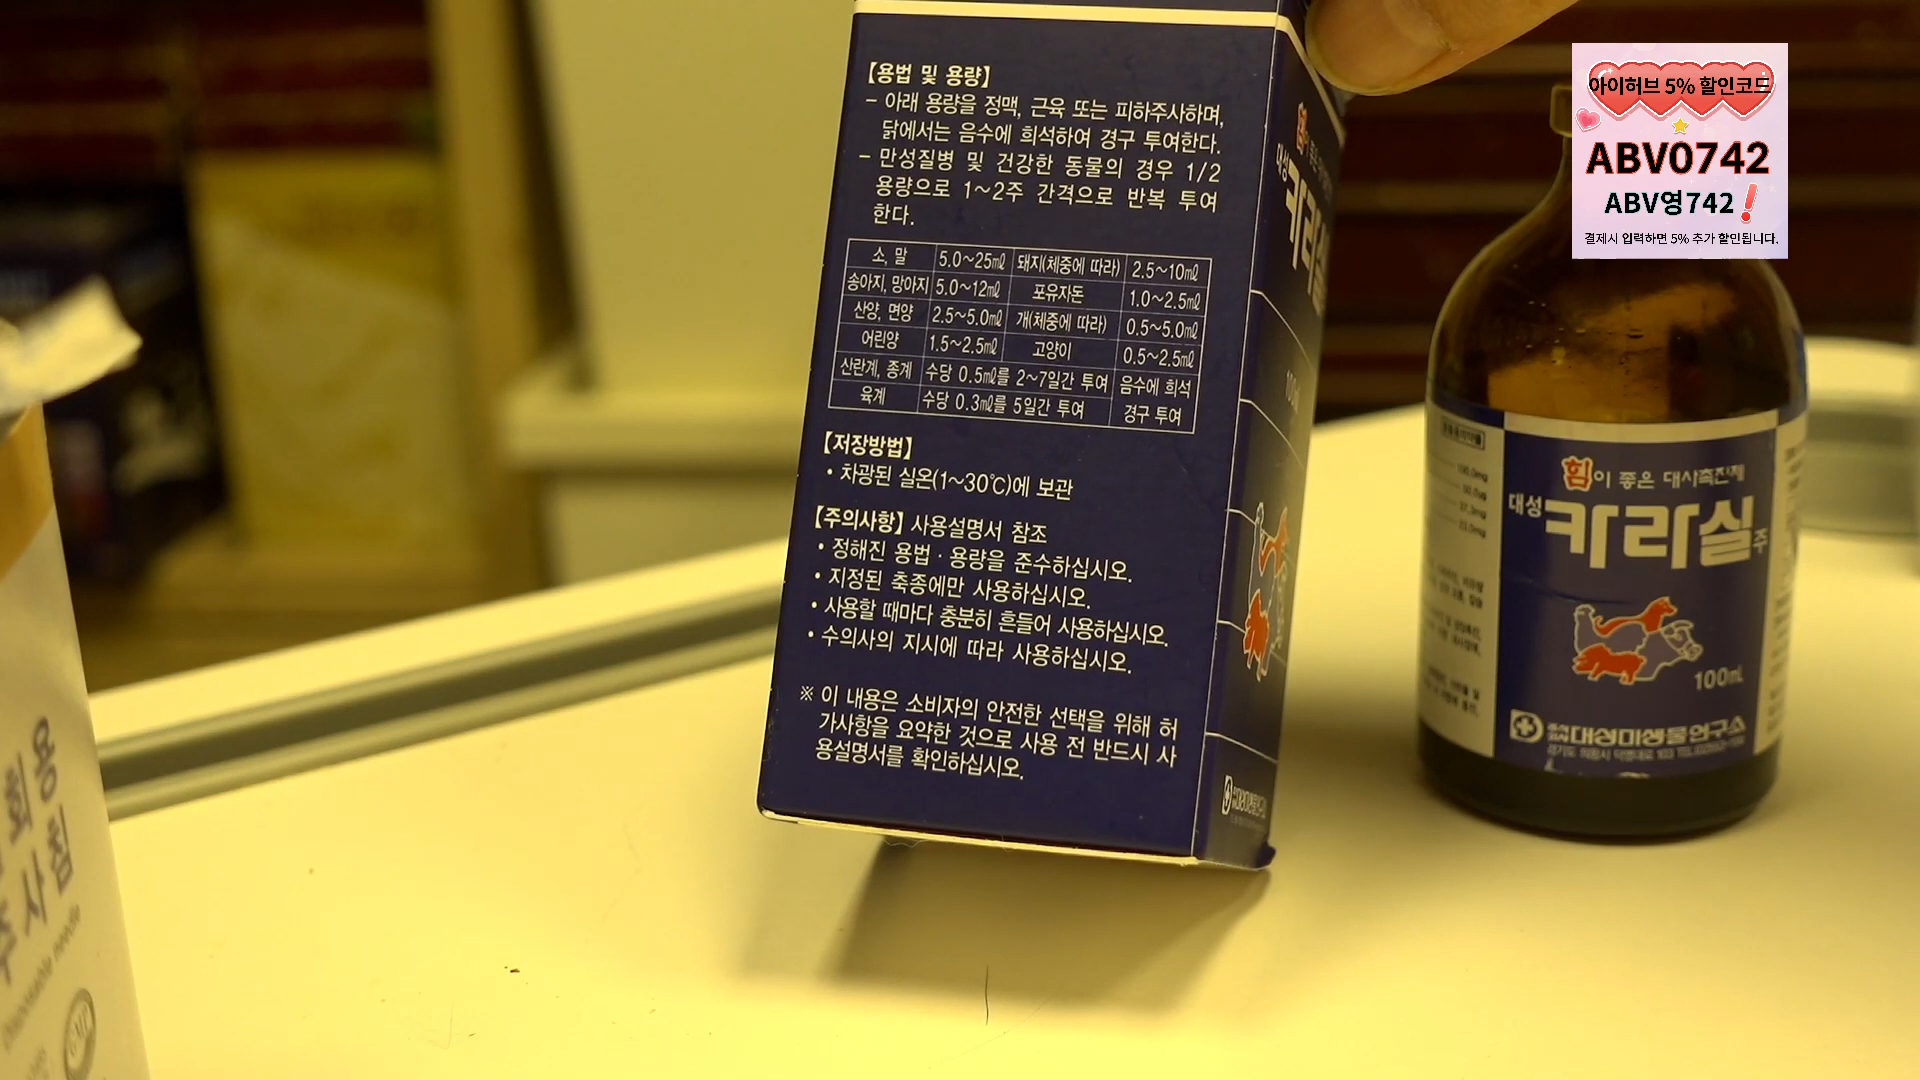 【용법 및 용량】
- 아래 용량을 정맥, 근육 또는 피하주사하며,
닭에서는 음수에 희석하여 경구 투여한다.
- 만성질병 및 건강한 동물의 경우 1/2
용량으로 1~2주 간격으로 반복 투여
한다.
소, 말 5.0~25㎖ 돼지(체중에 따라) 2.5~10㎖
송아지, 망아지 5.0~12㎖ 포유자돈 1.0~2.5㎖
산양, 면양 2.5~5.0㎖ 개(체중에 따라) 0.5~5.0㎖
어린양 1.5~2.5㎖ 고양이 0.5~2.5㎖
산란계, 종계 수당 0.5㎖를 2~7일간 투여 음수에 희석
육계 수당 0.3㎖를 5일간 투여 경구 투여
【저장방법】
• 차광된 실온(1~30℃)에 보관
【주의사항】 사용설명서 참조
• 정해진 용법 · 용량을 준수하십시오.
• 지정된 축종에만 사용하십시오.
• 사용할 때마다 충분히 흔들어 사용하십시오.
• 수의사의 지시에 따라 사용하십시오.
※ 이 내용은 소비자의 안전한 선택을 위해 허
가사항을 요약한 것으로 사용 전 반드시 사
용설명서를 확인하십시오.
대성
카라실
100㎖
힘이 좋은 대사촉진제
대성 카라실 주
100mL
대성미생물연구소
아이허브 5% 할인코드
ABV0742
ABV영742❗
결제시 입력하면 5% 추가 할인됩니다.
회용
주사침
Disposable needle
GMP